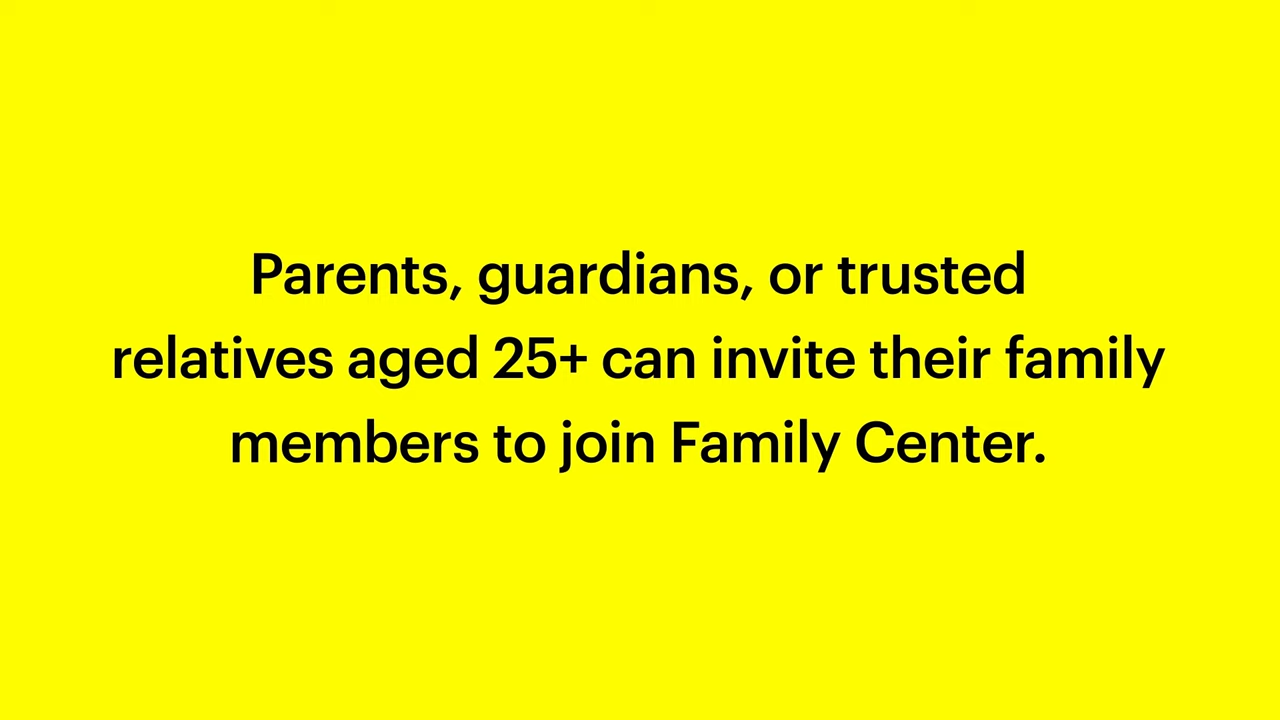 Parents, guardians, or trusted
relatives aged 25+ can invite their family
members to join Family Center.